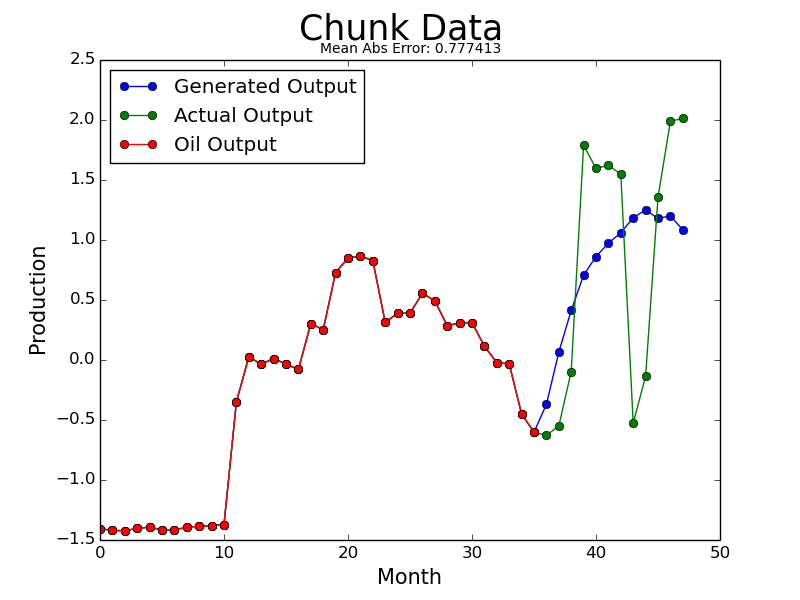 Chunk Data
Mean Abs Error: 0.777413
Generated Output
Actual Output
Oil Output
2.5
2.0
1.5
1.0
0.5
0.0
−0.5
−1.0
−1.5
Production
0 10 20 30 40 50
Month